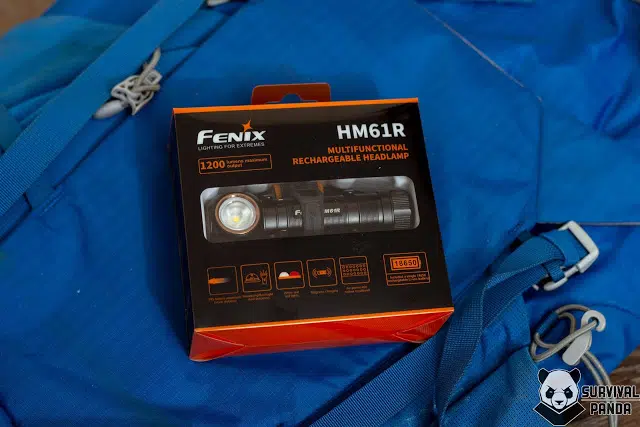 FENIX
LIGHTING FOR EXTREMES
HM61R
MULTIFUNCTIONAL
RECHARGEABLE HEADLAMP
1200 lumens maximum
output
HM61R
18650
SURVIVAL
PANDA